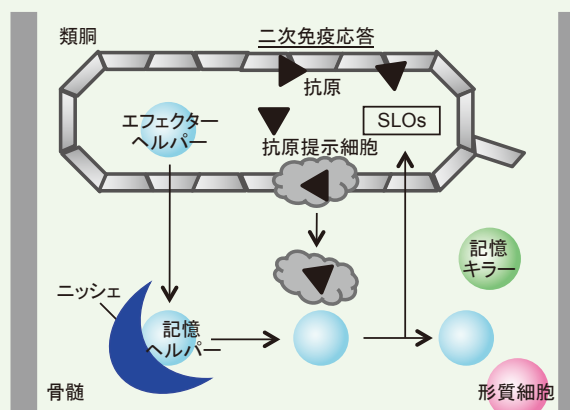 類胴
二次免疫応答
抗原
エフェクター
ヘルパー
SLOs
抗原提示細胞
記憶
キラー
ニッシェ
記憶
ヘルパー
骨髄
形質細胞